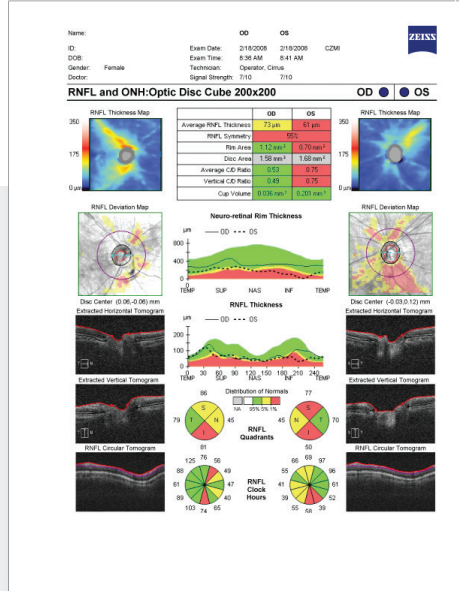 Name:
OD OS
ZEISS
ID: Exam Date: 2/18/2008 2/18/2008 CZMI
DOB: Exam Time: 8:36 AM 8:41 AM
Gender: Female Technician: Operator, Cirrus
Doctor: Signal Strength: 7/10 7/10
RNFL and ONH:Optic Disc Cube 200x200 OD OS
RNFL Thickness Map
350
175
0 µm
OD OS
Average RNFL Thickness 73 µm 61 µm
RNFL Symmetry 55%
Rim Area 1.12 mm² 0.70 mm²
Disc Area 1.58 mm² 1.68 mm²
Average C/D Ratio 0.53 0.75
Vertical C/D Ratio 0.49 0.75
Cup Volume 0.036 mm³ 0.203 mm³
RNFL Thickness Map
350
175
0 µm
RNFL Deviation Map
Disc Center (0.06,-0.06) mm
Neuro-retinal Rim Thickness
µm OD OS
800
400
0
TEMP SUP NAS INF TEMP
RNFL Deviation Map
Disc Center (-0.03,0.12) mm
Extracted Horizontal Tomogram
RNFL Thickness
µm OD OS
200
100
0
0 30 60 90 120 150 180 210 240
TEMP SUP NAS INF TEMP
Extracted Horizontal Tomogram
Extracted Vertical Tomogram
Distribution of Normals
NA 95% 5% 1%
Extracted Vertical Tomogram
86
79 T S N I 45
81
RNFL
Quadrants
77
45 N S T I 70
50
RNFL Circular Tomogram
125 76 56
88 49
61 47
89 40
103 74 65
RNFL
Clock
Hours
66 69 97
55 96
41 61
39 52
55 58 39
RNFL Circular Tomogram